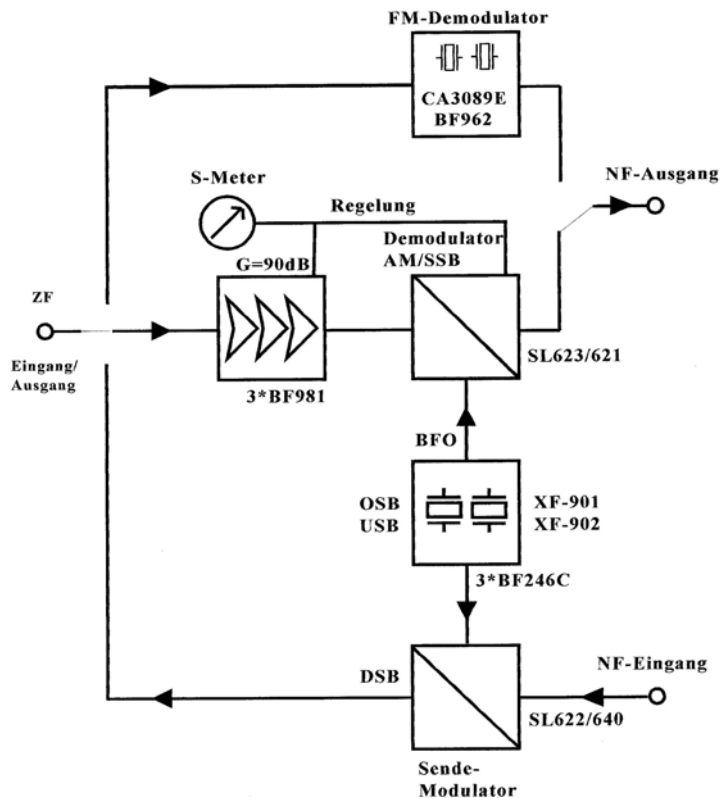 FM-Demodulator
CA3089E
BF962
NF-Ausgang
S-Meter
Regelung
Demodulator
AM/SSB
G=90dB
ZF
Eingang/
Ausgang
SL623/621
3*BF981
BFO
OSB
USB
XF-901
XF-902
3*BF246C
DSB
NF-Eingang
SL622/640
Sende-
Modulator